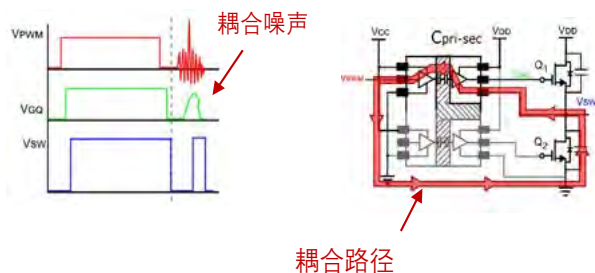 VPWM
耦合噪声
VGQ
VSW
VCC
Cpri-sec
VDD
VDD
Q1
VPWM
VSW
Q2
耦合路径